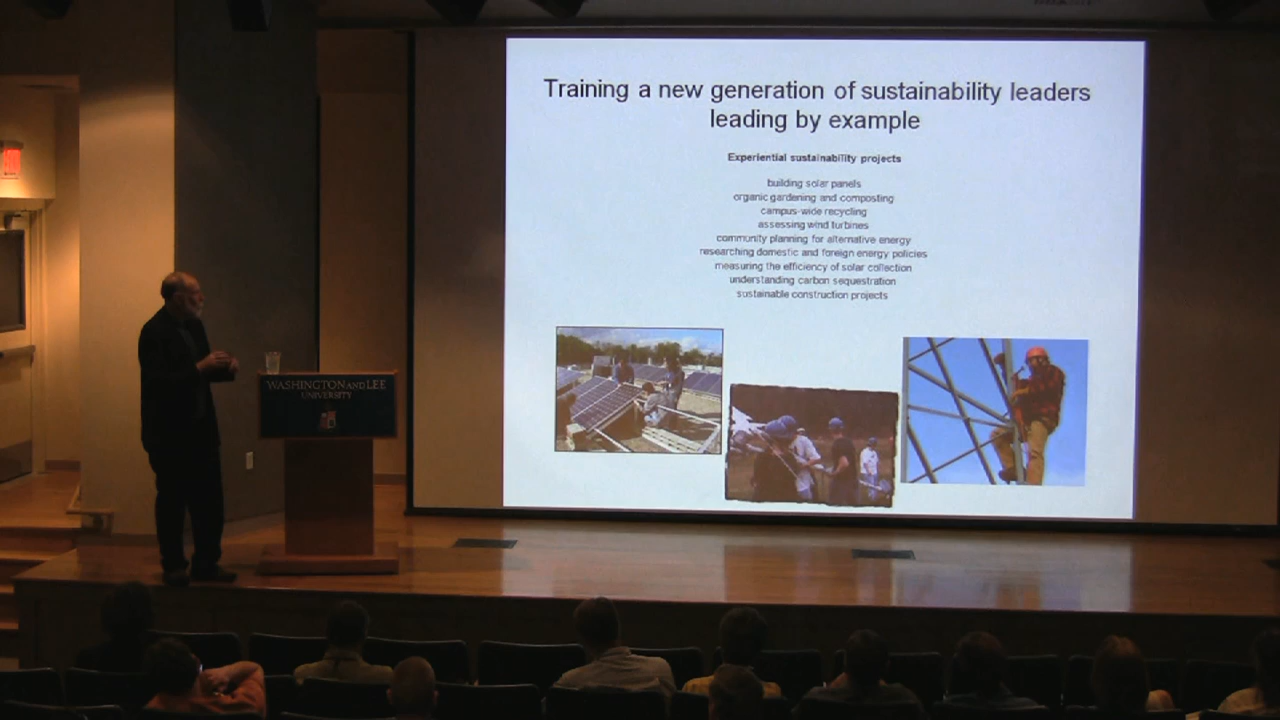 Training a new generation of sustainability leaders
leading by example
Experiential sustainability projects
building solar panels
organic gardening and composting
campus-wide recycling
assessing wind turbines
community planning for alternative energy
researching domestic and foreign energy policies
measuring the efficiency of solar collection
understanding carbon sequestration
sustainable construction projects
WASHINGTON AND LEE
UNIVERSITY